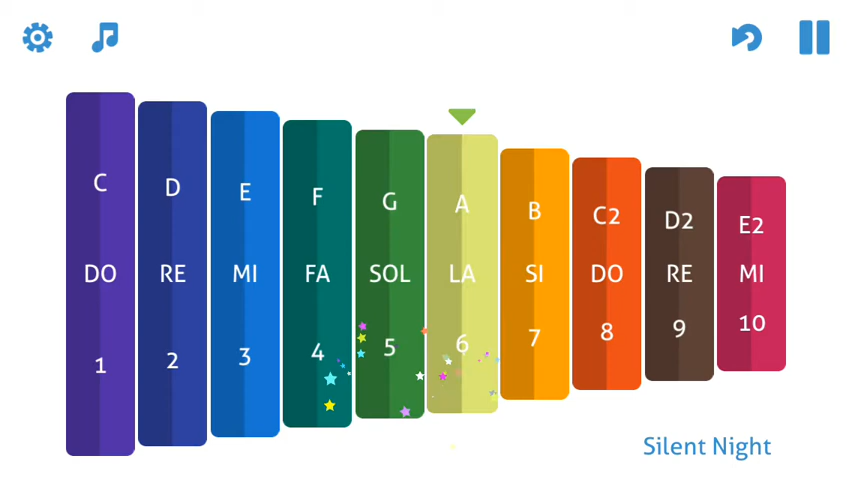 C D E F G A B C2 D2 E2
DO RE MI FA SOL LA SI DO RE MI
1 2 3 4 5 6 7 8 9 10
Silent Night